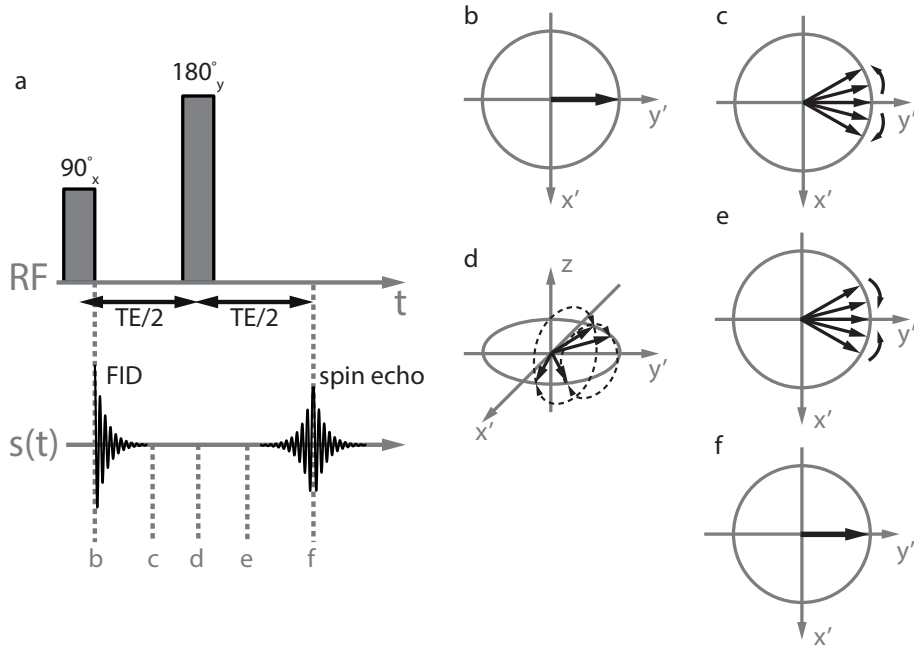 a
90°x
180°y
RF
t
TE/2 TE/2
FID
spin echo
s(t)
b c d e f
b
y'
x'
c
y'
x'
d
z
y'
x'
e
y'
x'
f
y'
x'